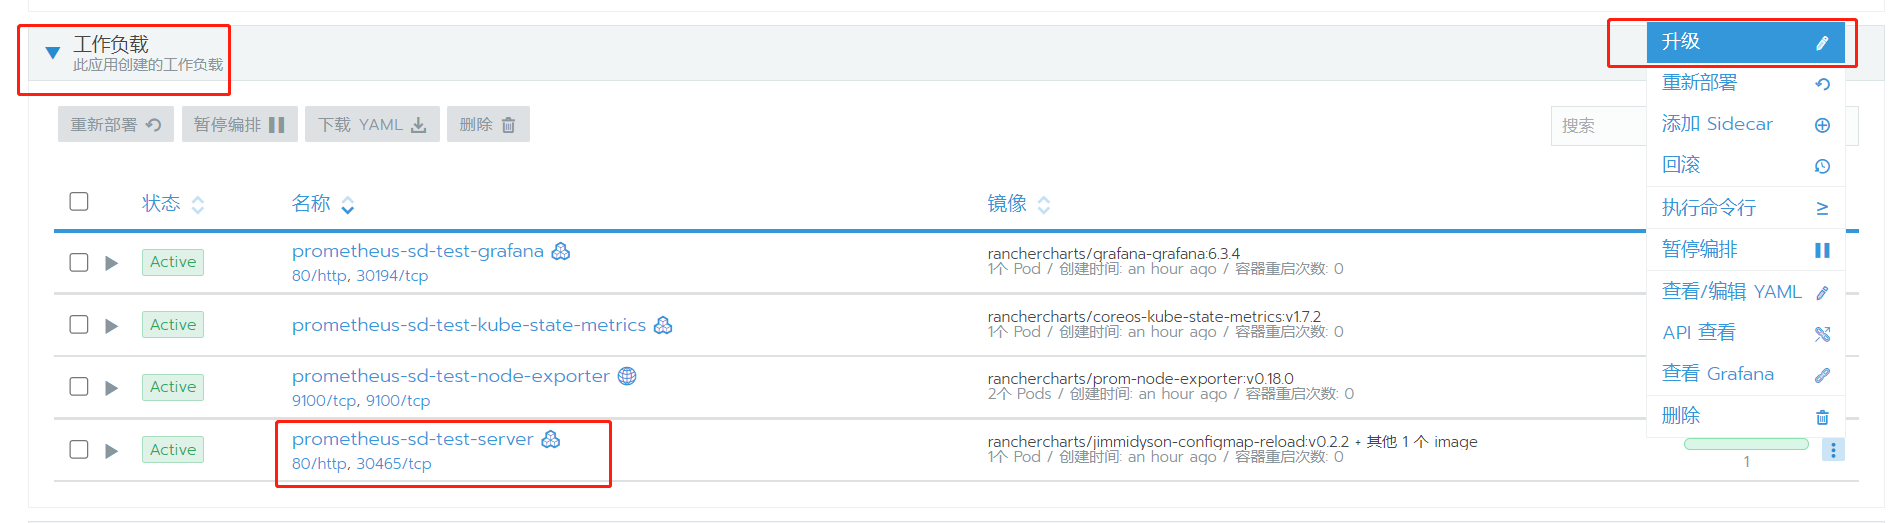 工作负载
此应用创建的工作负载
升级
重新部署
添加 Sidecar
回滚
执行命令行
暂停编排
查看/编辑 YAML
API 查看
查看 Grafana
删除
重新部署 暂停编排 下载 YAML 删除
搜索
状态 名称 镜像
Active prometheus-sd-test-grafana ranchercharts/grafana-grafana:6.3.4
80/http, 30194/tcp 1个 Pod / 创建时间: an hour ago / 容器重启次数: 0
Active prometheus-sd-test-kube-state-metrics ranchercharts/coreos-kube-state-metrics:v1.7.2
1个 Pod / 创建时间: an hour ago / 容器重启次数: 0
Active prometheus-sd-test-node-exporter ranchercharts/prom-node-exporter:v0.18.0
9100/tcp, 9100/tcp 2个 Pods / 创建时间: an hour ago / 容器重启次数: 0
Active prometheus-sd-test-server ranchercharts/jimmidyson-configmap-reload:v0.2.2 + 其他 1 个 image
80/http, 30465/tcp 1个 Pod / 创建时间: an hour ago / 容器重启次数: 0
1